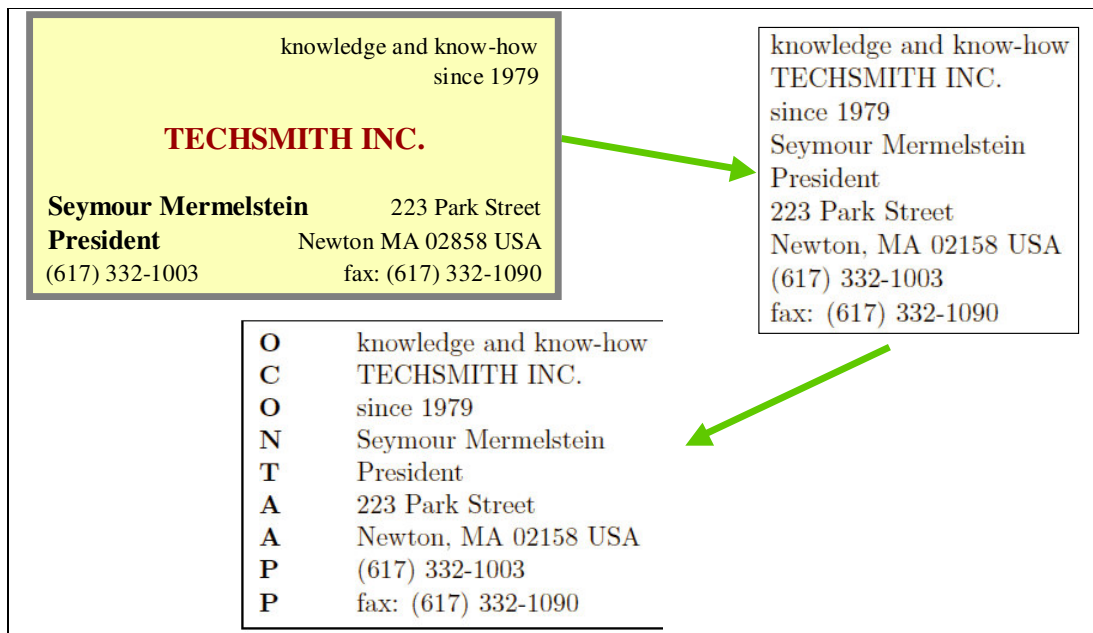 knowledge and know-how
since 1979
TECHSMITH INC.
Seymour Mermelstein 223 Park Street
President Newton MA 02858 USA
(617) 332-1003 fax: (617) 332-1090
knowledge and know-how
TECHSMITH INC.
since 1979
Seymour Mermelstein
President
223 Park Street
Newton, MA 02158 USA
(617) 332-1003
fax: (617) 332-1090
O knowledge and know-how
C TECHSMITH INC.
O since 1979
N Seymour Mermelstein
T President
A 223 Park Street
A Newton, MA 02158 USA
P (617) 332-1003
P fax: (617) 332-1090